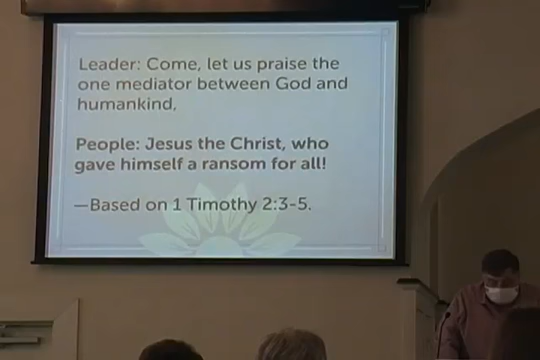 Leader: Come, let us praise the
one mediator between God and
humankind,
People: Jesus the Christ, who
gave himself a ransom for all!
—Based on 1 Timothy 2:3-5.